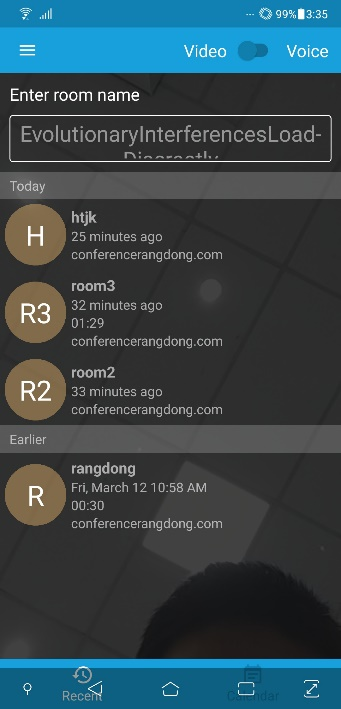 99% 3:35
Video Voice
Enter room name
EvolutionaryInterferencesLoad-
Discreetly
Today
H
htjk
25 minutes ago
conferencerangdong.com
R3
room3
32 minutes ago
01:29
conferencerangdong.com
R2
room2
33 minutes ago
conferencerangdong.com
Earlier
R
rangdong
Fri, March 12 10:58 AM
00:30
conferencerangdong.com
Recent Calendar